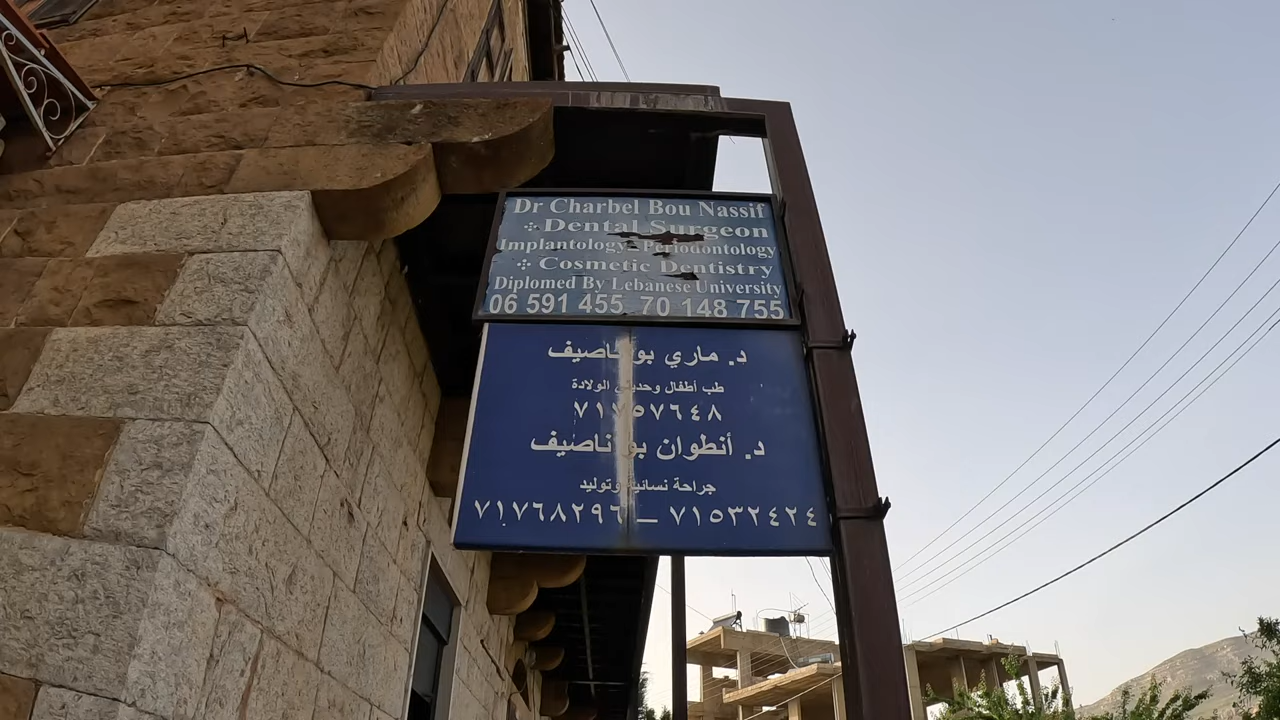 Dr Charbel Bou Nassif
Dental Surgeon
Implantology - Periodontology
Cosmetic Dentistry
Diplomed By Lebanese University
06 591 455 70 148 755
د. ماري بو ناصيف
طب أطفال وحديثي الولادة
٧١٧٥٧٦٤٨
د. أنطوان بو ناصيف
جراحة نسائية وتوليد
٧١٥٣٢٤٢٤ – ٧١٧٦٨٢٩٦